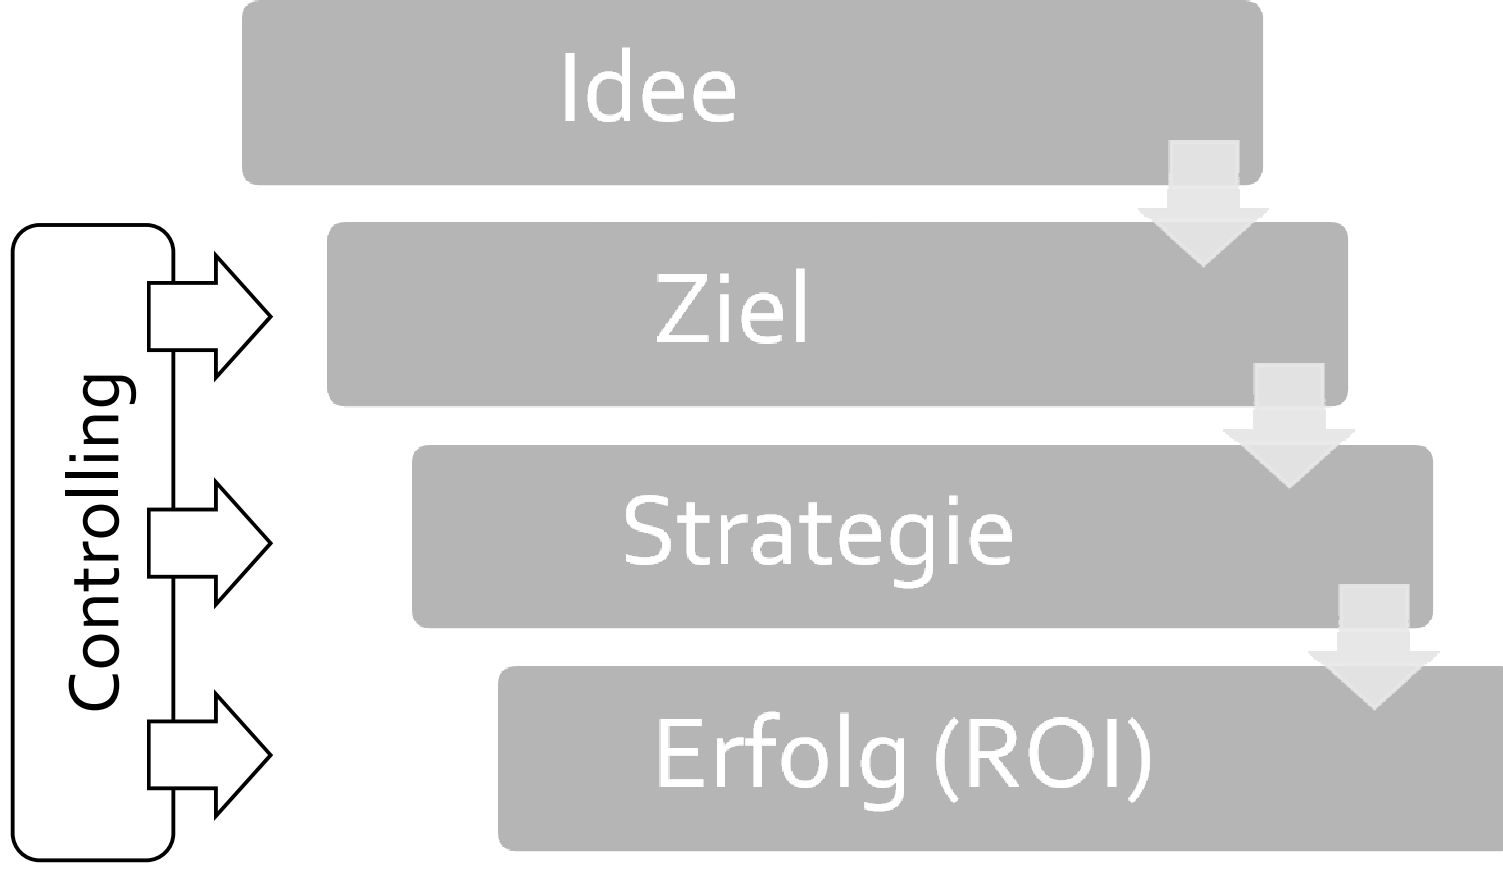 Idee
Ziel
Strategie
Erfolg (ROI)
Controlling